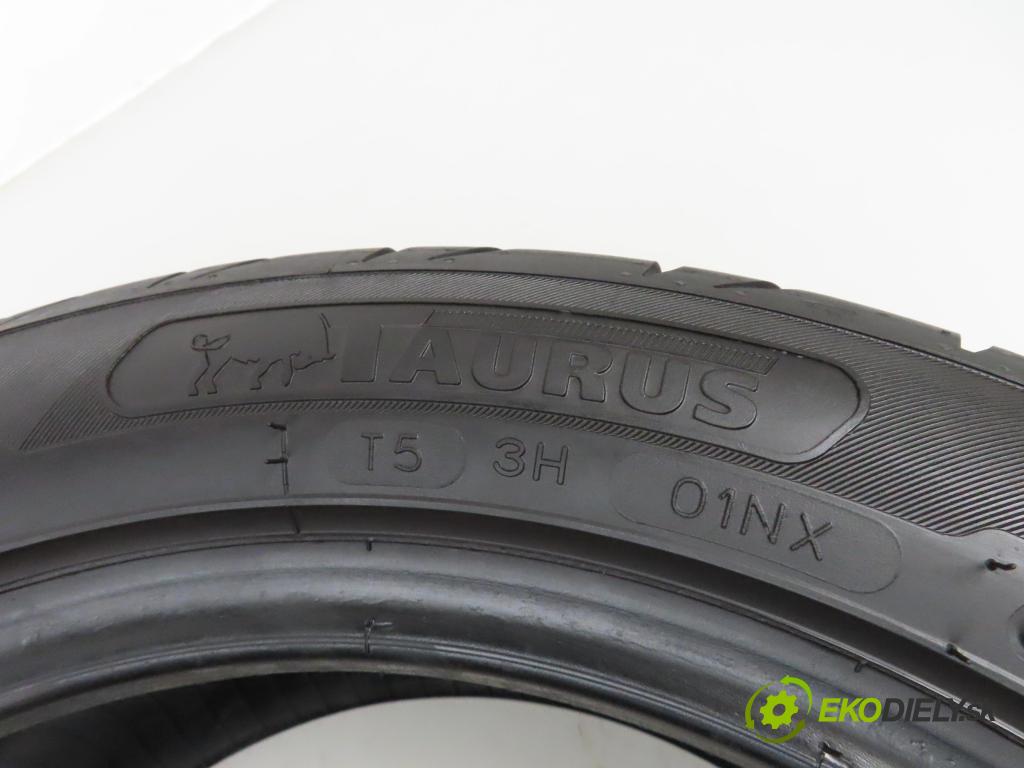 TAURUS
T5 3H 01NX
EKODIELY.SK